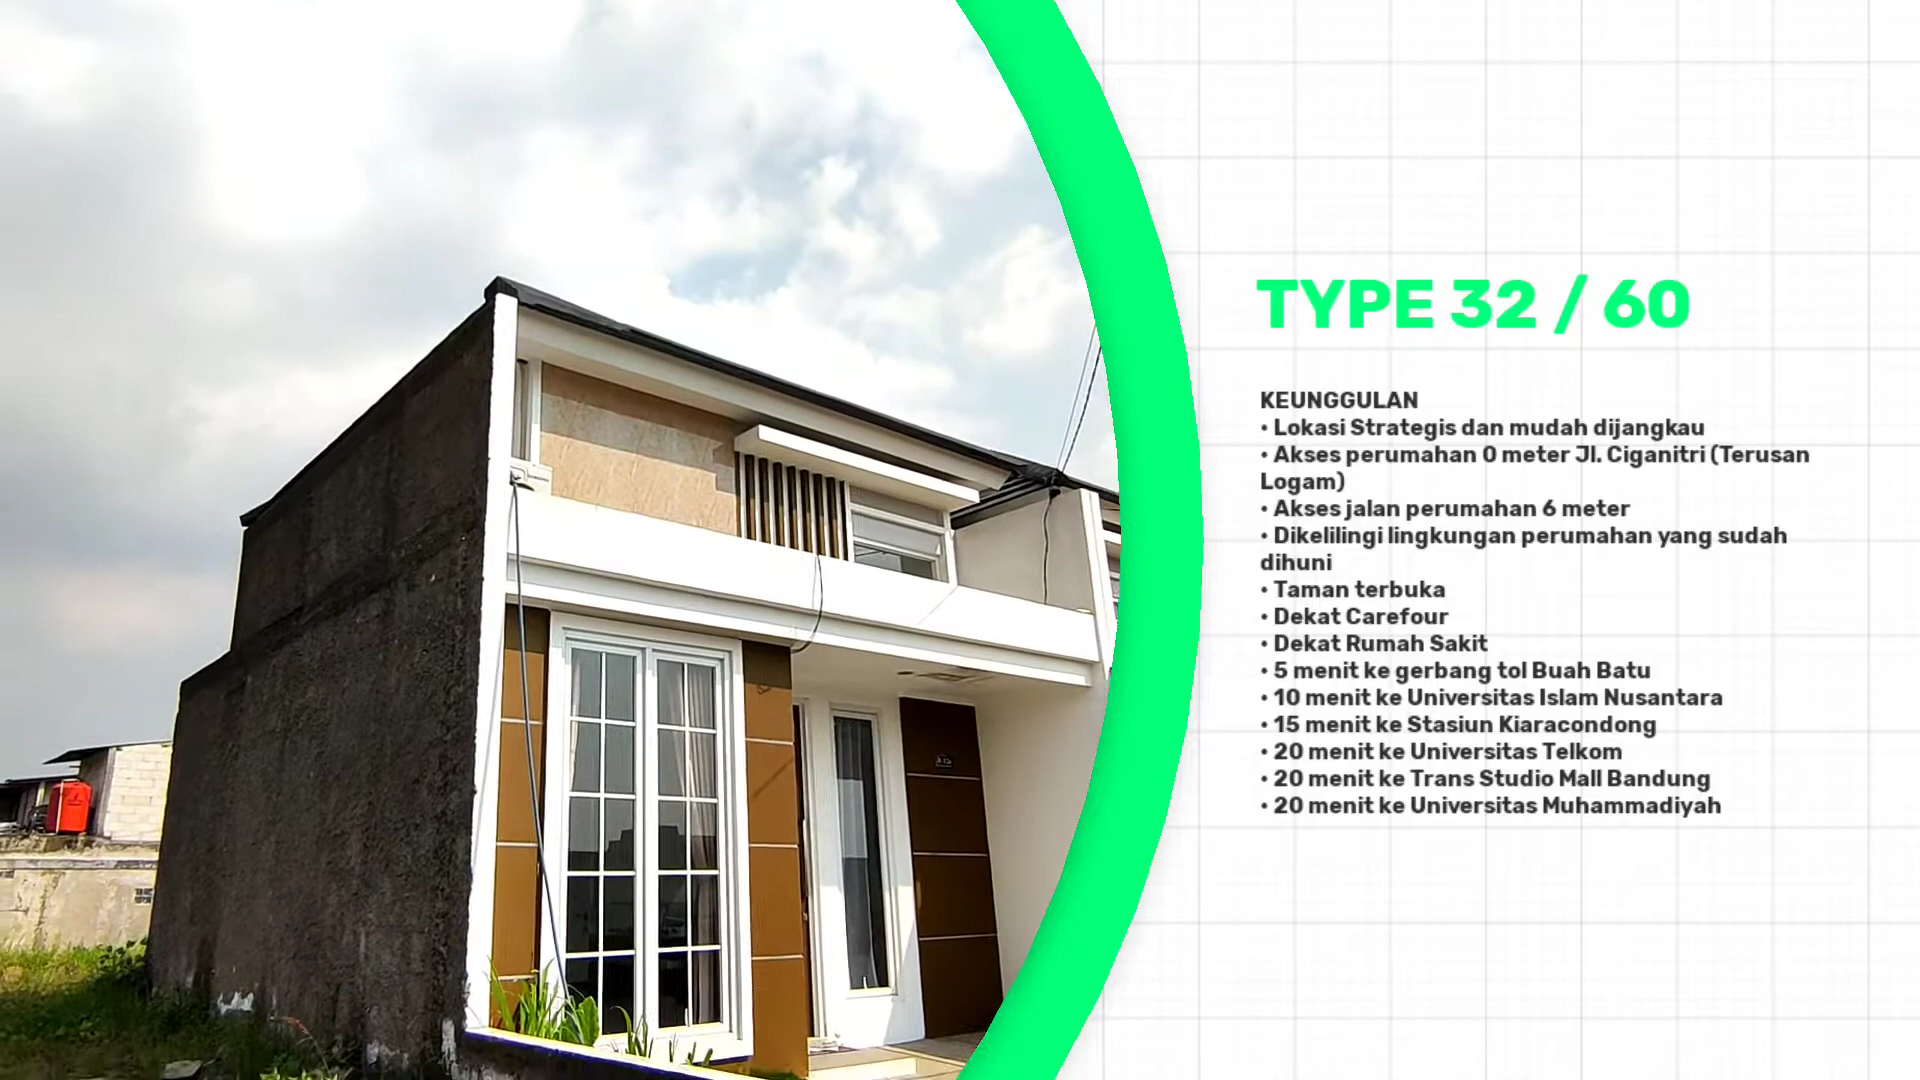 TYPE 32 / 60
KEUNGGULAN
• Lokasi Strategis dan mudah dijangkau
• Akses perumahan 0 meter Jl. Ciganitri (Terusan
Logam)
• Akses jalan perumahan 6 meter
• Dikelilingi lingkungan perumahan yang sudah
dihuni
• Taman terbuka
• Dekat Carefour
• Dekat Rumah Sakit
• 5 menit ke gerbang tol Buah Batu
• 10 menit ke Universitas Islam Nusantara
• 15 menit ke Stasiun Kiaracondong
• 20 menit ke Universitas Telkom
• 20 menit ke Trans Studio Mall Bandung
• 20 menit ke Universitas Muhammadiyah